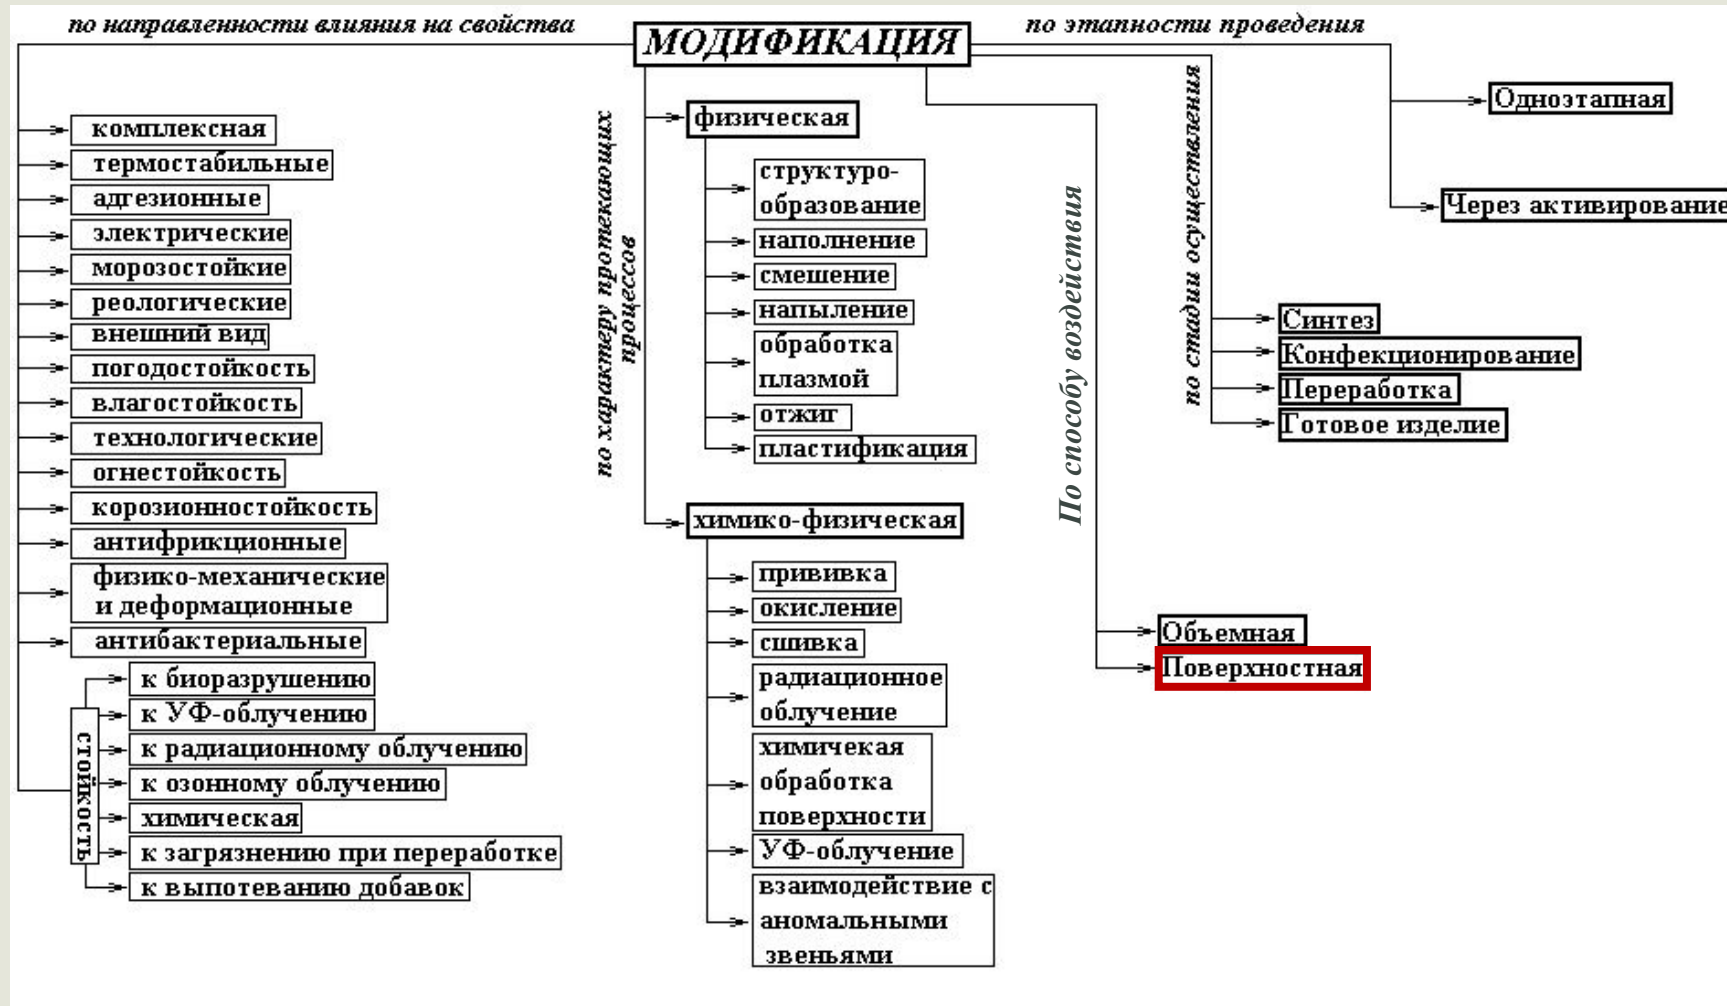 по направленности влияния на свойства
МОДИФИКАЦИЯ
по этапности проведения
комплексная
термостабильные
адгезионные
электрические
морозостойкие
реологические
внешний вид
погодостойкость
влагостойкость
технологические
огнестойкость
корозионностойкость
антифрикционные
физико-механические
и деформационные
антибактериальные
стойкость
к биоразрушению
к УФ-облучению
к радиационному облучению
к озонному облучению
химическая
к загрязнению при переработке
к выпотеванию добавок
по характеру протекающих
процессов
физическая
структуро-
образование
наполнение
смешение
напыление
обработка
плазмой
отжиг
пластификация
химико-физическая
прививка
окисление
сшивка
радиационное
облучение
химичекая
обработка
поверхности
УФ-облучение
взаимодействие с
аномальными
звеньями
По способу воздействия
Объемная
Поверхностная
по стадии осуществления
Синтез
Конфекционирование
Переработка
Готовое изделие
Одноэтапная
Через активирование